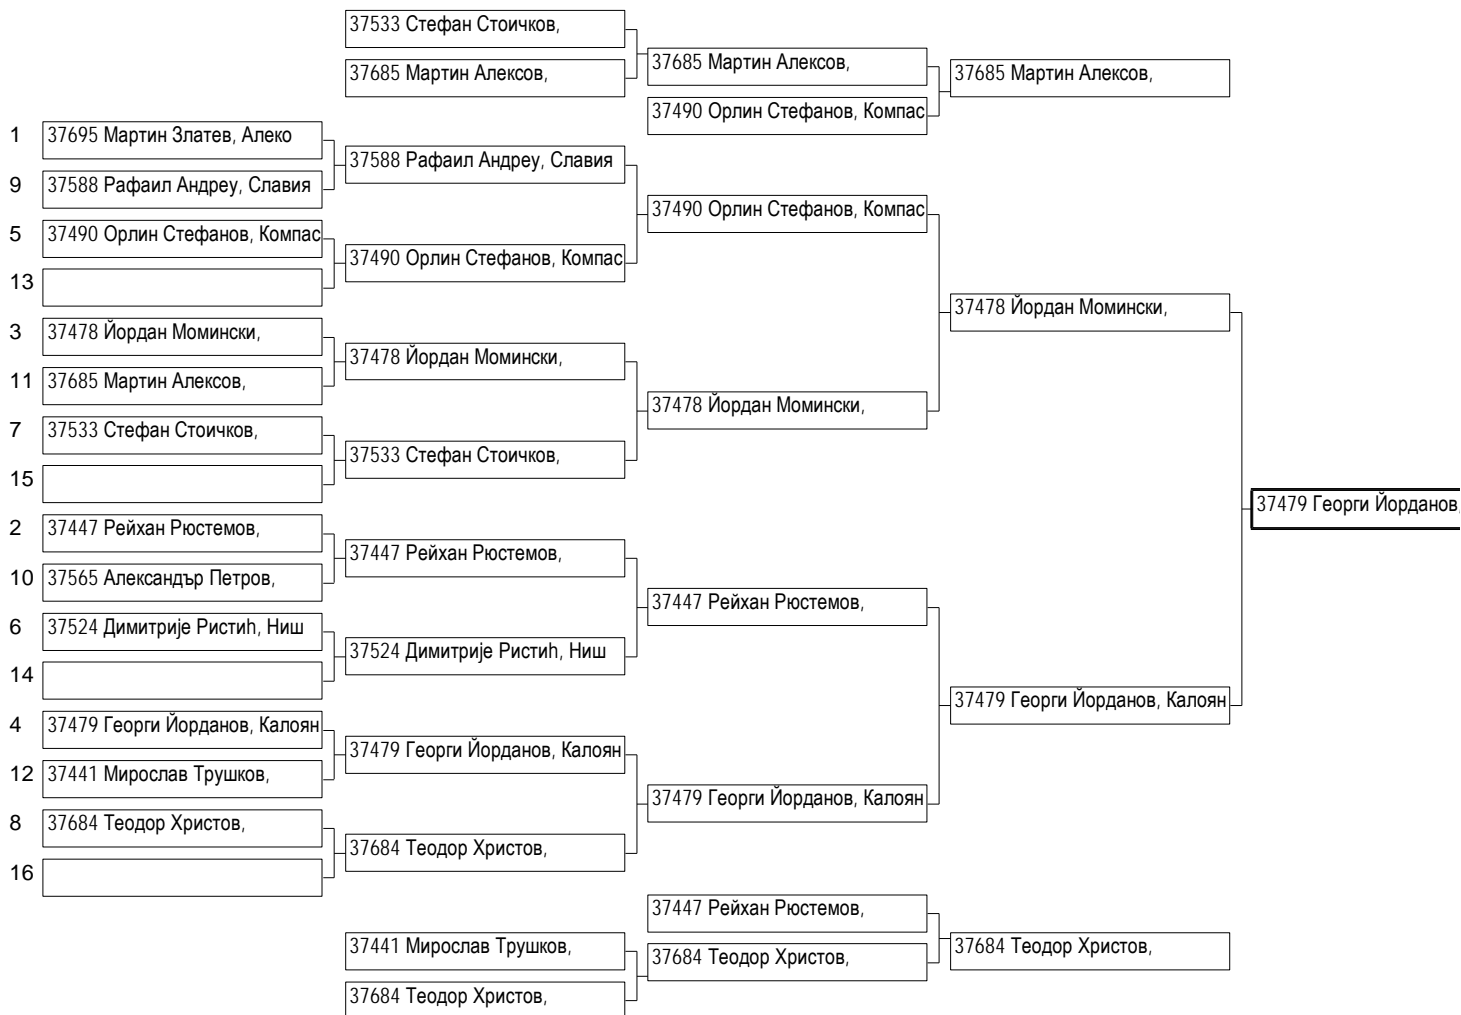 37533 Стефан Стоичков,
37685 Мартин Алексов,
37685 Мартин Алексов,
37490 Орлин Стефанов, Компас
37685 Мартин Алексов,
1 37695 Мартин Златев, Алеко
9 37588 Рафаил Андреу, Славия
5 37490 Орлин Стефанов, Компас
13
3 37478 Йордан Момински,
11 37685 Мартин Алексов,
7 37533 Стефан Стоичков,
15
2 37447 Рейхан Рюстемов,
10 37565 Александър Петров,
6 37524 Димитрије Ристић, Ниш
14
4 37479 Георги Йорданов, Калоян
12 37441 Мирослав Трушков,
8 37684 Теодор Христов,
16
37588 Рафаил Андреу, Славия
37490 Орлин Стефанов, Компас
37478 Йордан Момински,
37533 Стефан Стоичков,
37447 Рейхан Рюстемов,
37524 Димитрије Ристић, Ниш
37479 Георги Йорданов, Калоян
37684 Теодор Христов,
37490 Орлин Стефанов, Компас
37478 Йордан Момински,
37447 Рейхан Рюстемов,
37479 Георги Йорданов, Калоян
37478 Йордан Момински,
37479 Георги Йорданов, Калоян
37479 Георги Йорданов,
37441 Мирослав Трушков,
37684 Теодор Христов,
37447 Рейхан Рюстемов,
37684 Теодор Христов,
37684 Теодор Христов,